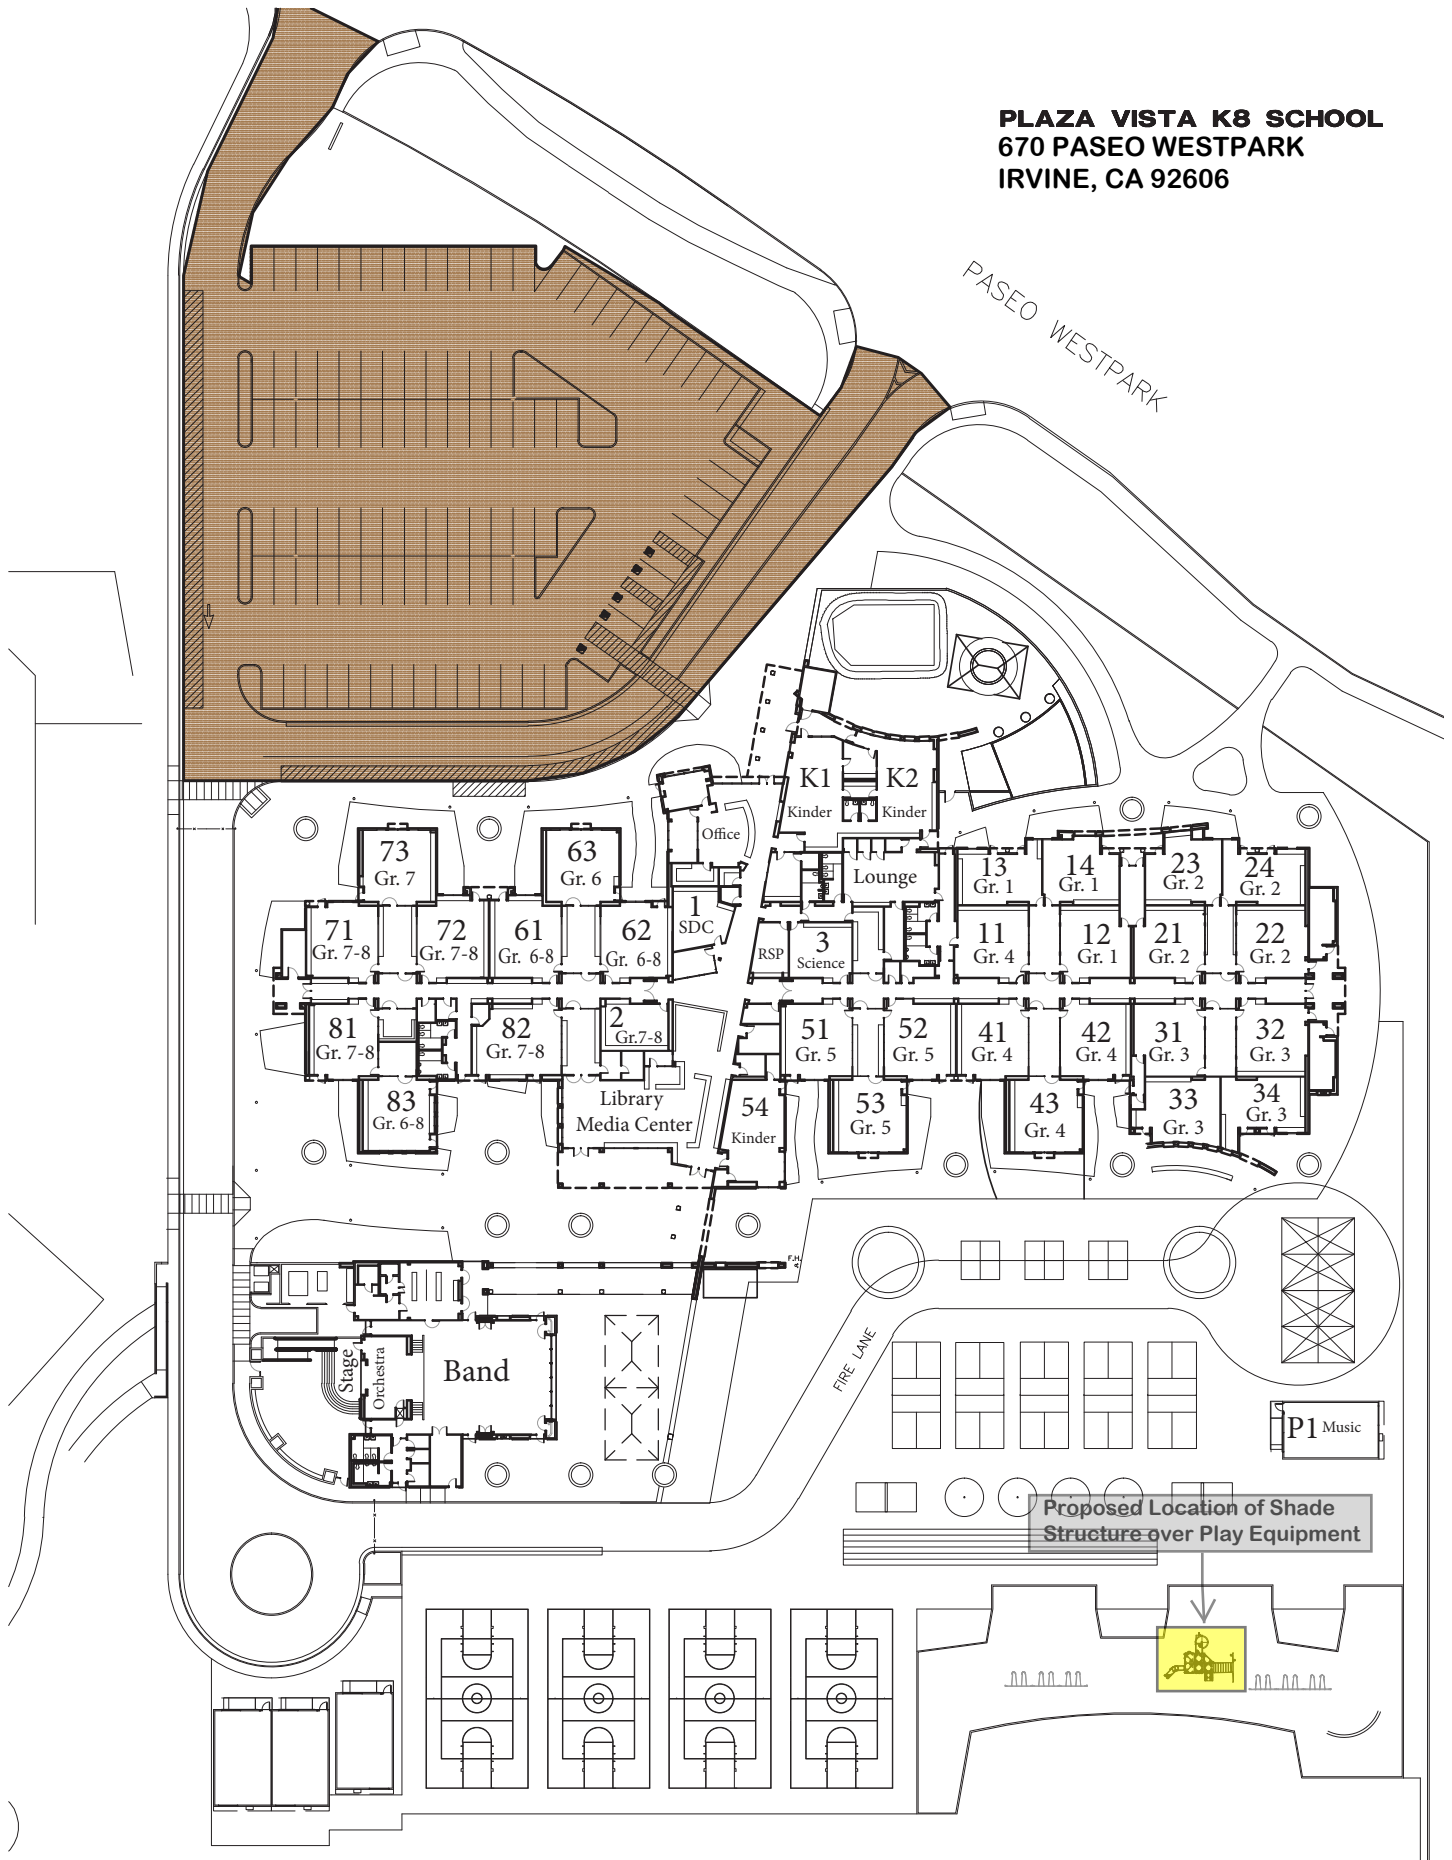 PLAZA VISTA K8 SCHOOL
670 PASEO WESTPARK
IRVINE, CA 92606
PASEO WESTPARK
K1
Kinder
K2
Kinder
Office
73
Gr. 7
63
Gr. 6
Lounge
13
Gr. 1
14
Gr. 1
23
Gr. 2
24
Gr. 2
71
Gr. 7-8
72
Gr. 7-8
61
Gr. 6-8
62
Gr. 6-8
1
SDC
RSP
3
Science
11
Gr. 4
12
Gr. 1
21
Gr. 2
22
Gr. 2
81
Gr. 7-8
82
Gr. 7-8
2
Gr.7-8
51
Gr. 5
52
Gr. 5
41
Gr. 4
42
Gr. 4
31
Gr. 3
32
Gr. 3
83
Gr. 6-8
Library
Media Center
54
Kinder
53
Gr. 5
43
Gr. 4
33
Gr. 3
34
Gr. 3
F.H.
FIRE LANE
Stage
Orchestra
Band
P1 Music
Proposed Location of Shade
Structure over Play Equipment